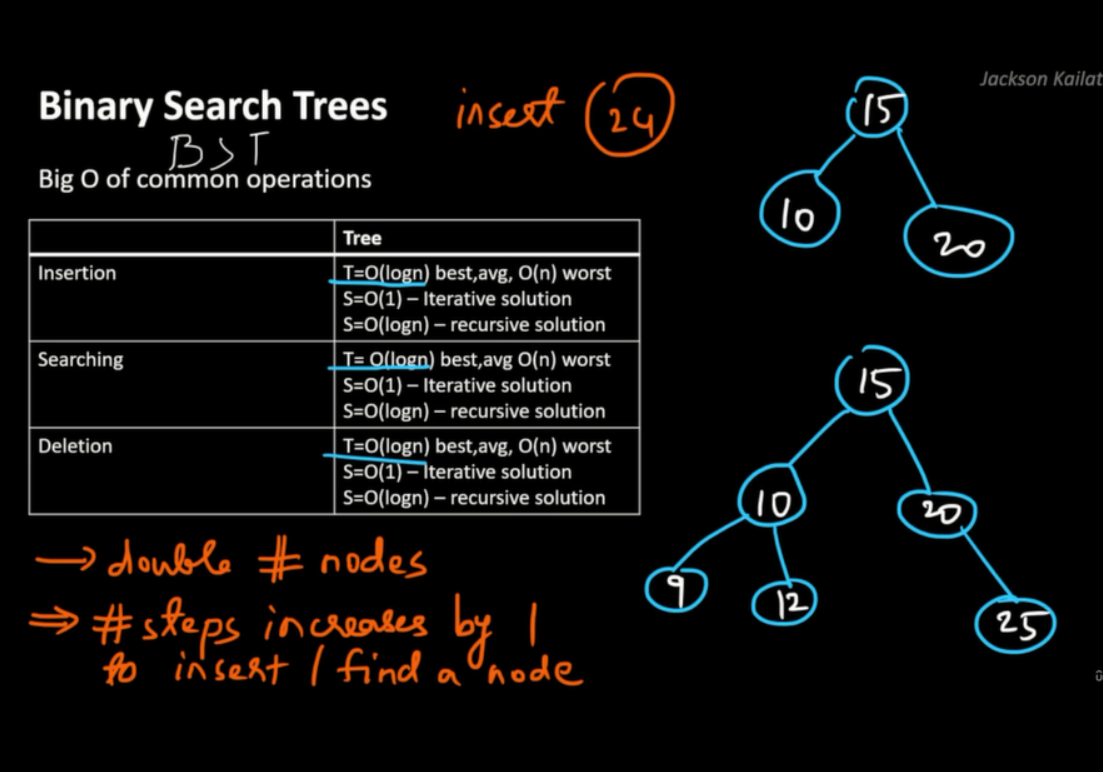 Jackson Kailat
Binary Search Trees
insert 24
BST
Big O of common operations
Tree
Insertion
T=O(logn) best,avg, O(n) worst
S=O(1) – Iterative solution
S=O(logn) – recursive solution
Searching
T= O(logn) best,avg O(n) worst
S=O(1) – Iterative solution
S=O(logn) – recursive solution
Deletion
T=O(logn) best,avg, O(n) worst
S=O(1) – Iterative solution
S=O(logn) – recursive solution
→ double # nodes
⇒ # steps increases by 1
to insert / find a node
15
10
20
15
10
20
9
12
25